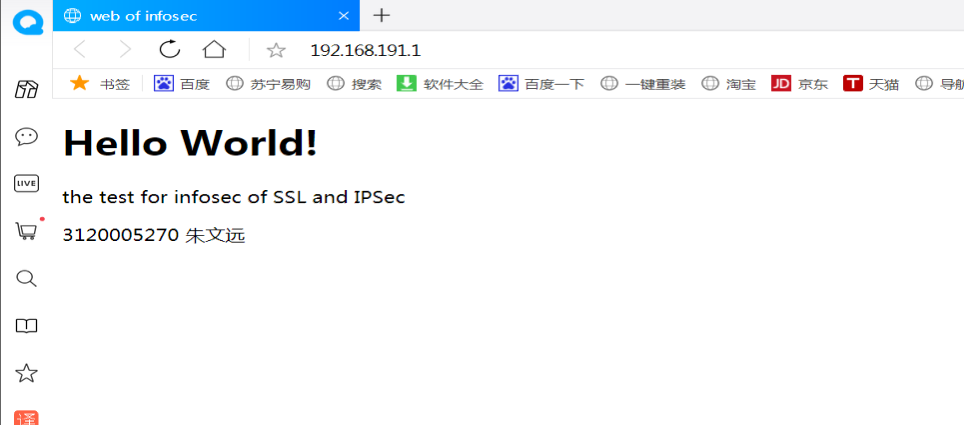 web of infosec
192.168.191.1
书签 百度 苏宁易购 搜索 软件大全 百度一下 一键重装 淘宝 JD 京东 T 天猫 导航
Hello World!
LIVE
the test for infosec of SSL and IPSec
3120005270 朱文远
译